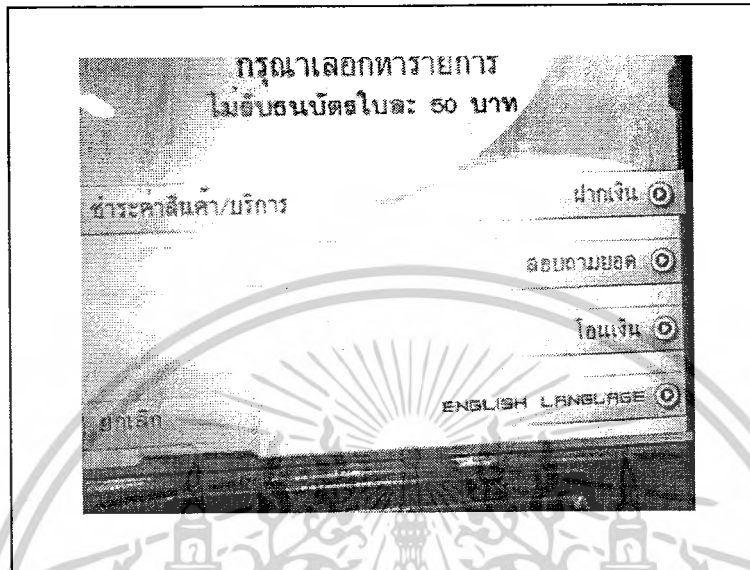 กรุณาเลือกทำรายการ
ไม่รับธนบัตรใบละ 50 บาท
ชำระค่าสินค้า/บริการ
ฝากเงิน
สอบถามยอด
โอนเงิน
ENGLISH LANGUAGE
ยกเลิก